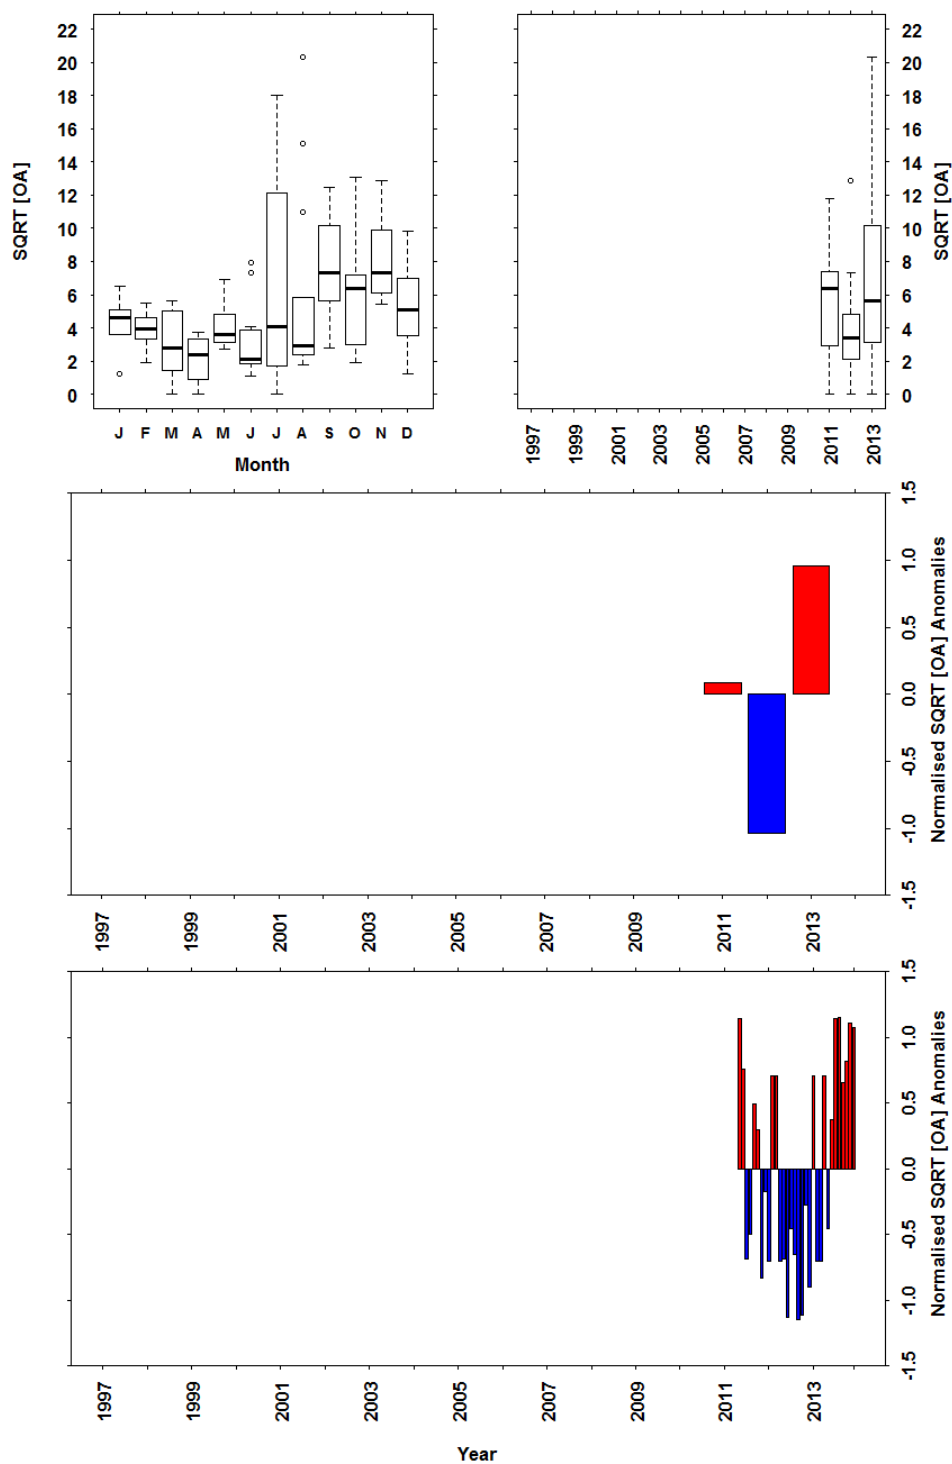 22 22
20 20
18 18
16 16
14 14
12 12
10 10
8 8
6 6
4 4
2 2
0 0
SQRT [OA] SQRT [OA]
J F M A M J J A S O N D
Month
1997 1999 2001 2003 2005 2007 2009 2011 2013
1.5
1.0
0.5
0.0
-0.5
-1.0
-1.5
Normalised SQRT [OA] Anomalies
1997 1999 2001 2003 2005 2007 2009 2011 2013
1.5
1.0
0.5
0.0
-0.5
-1.0
-1.5
Normalised SQRT [OA] Anomalies
1997 1999 2001 2003 2005 2007 2009 2011 2013
Year